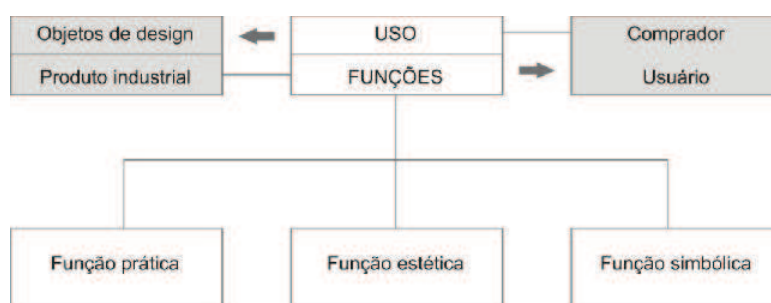 Objetos de design
USO
Comprador
Produto industrial
FUNÇÕES
Usuário
Função prática
Função estética
Função simbólica